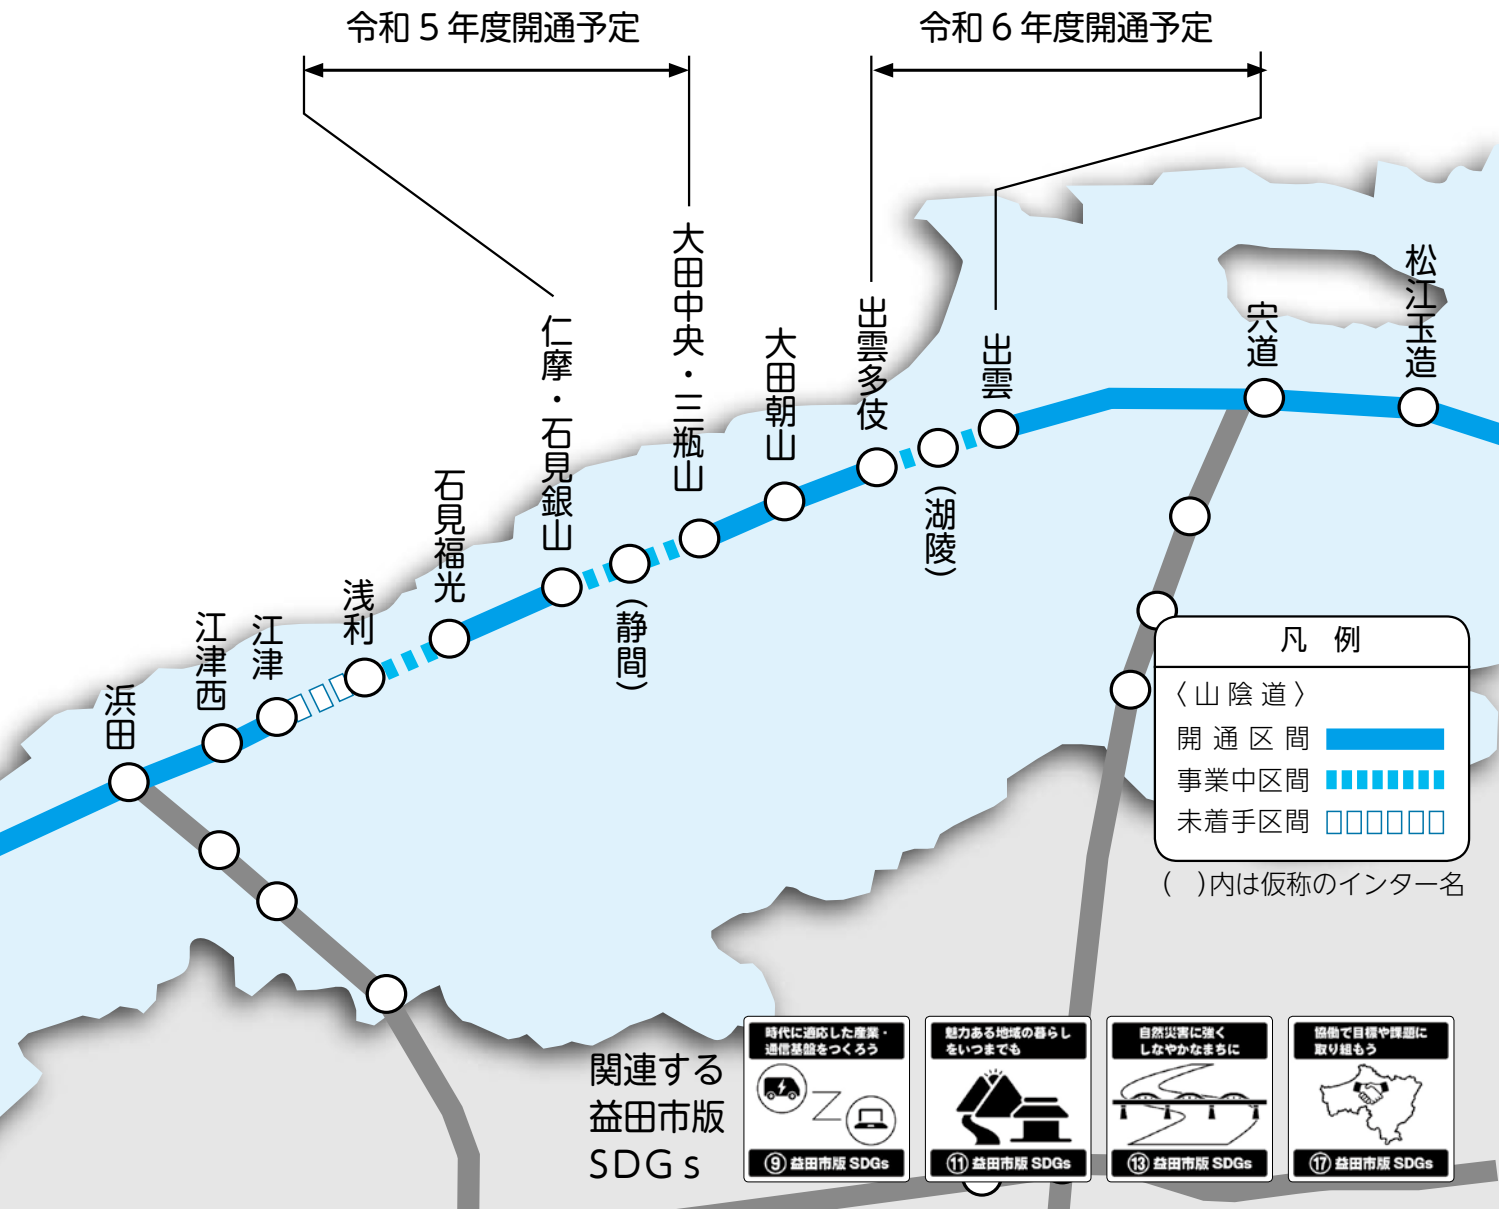 令和５年度開通予定
令和６年度開通予定
浜田
江津西
江津
浅利
石見福光
仁摩・石見銀山
（静間）
大田中央・三瓶山
大田朝山
出雲多伎
（湖陵）
出雲
宍道
松江玉造
凡　例
〈山陰道〉
開通区間
事業中区間
未着手区間
(　)内は仮称のインター名
関連する
益田市版
SDGs
時代に適応した産業・
通信基盤をつくろう
⑨ 益田市版 SDGs
魅力ある地域の暮らし
をいつまでも
⑪ 益田市版 SDGs
自然災害に強く
しなやかなまちに
⑬ 益田市版 SDGs
協働で目標や課題に
取り組もう
⑰ 益田市版 SDGs